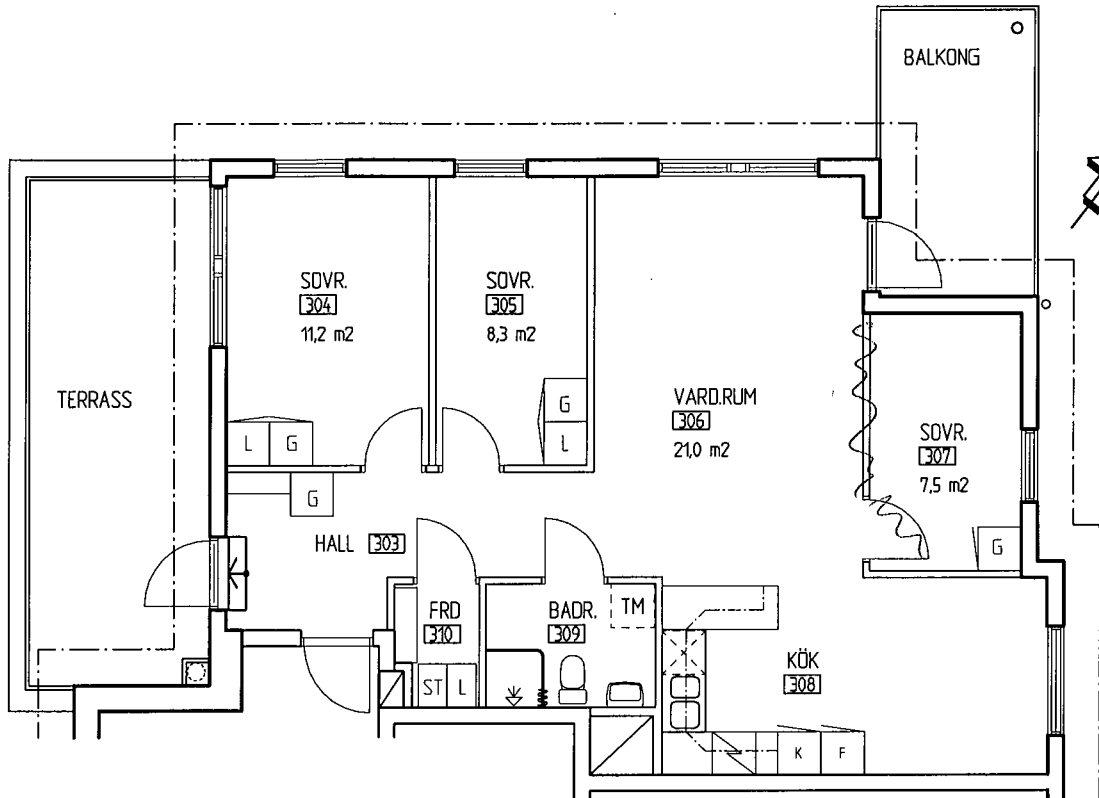 BALKONG
SOVR.
304
11,2 m2
SOVR.
305
8,3 m2
TERRASS
VARD.RUM
306
21,0 m2
SOVR.
307
7,5 m2
L G
G
L
G
HALL 303
G
FRD
310
ST L
BADR.
309
TM
KÖK
308
K F